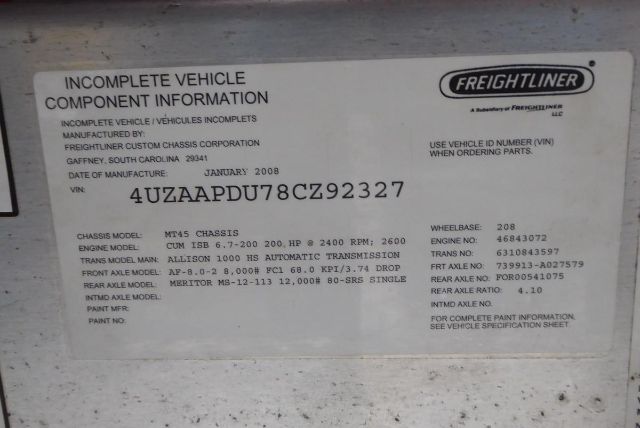 INCOMPLETE VEHICLE
COMPONENT INFORMATION
FREIGHTLINER
A Subsidiary of FREIGHTLINER
LLC
INCOMPLETE VEHICLE / VEHICULES INCOMPLETS
MANUFACTURED BY:
FREIGHTLINER CUSTOM CHASSIS CORPORATION
GAFFNEY, SOUTH CAROLINA 29341
USE VEHICLE ID NUMBER (VIN)
WHEN ORDERING PARTS.
DATE OF MANUFACTURE: JANUARY 2008
VIN: 4UZAAPDU78CZ92327
CHASSIS MODEL: MT45 CHASSIS WHEELBASE: 208
ENGINE MODEL: CUM ISB 6.7-200 200 HP @ 2400 RPM; 2600 ENGINE NO: 46843072
TRANS MODEL MAIN: ALLISON 1000 HS AUTOMATIC TRANSMISSION TRANS NO: 6310843597
FRONT AXLE MODEL: AF-8.0-2 8,000# FC1 68.0 KPI/3.74 DROP FRT AXLE NO: 739913-A027579
REAR AXLE MODEL: MERITOR MS-12-113 12,000# 80-SRS SINGLE REAR AXLE NO: FOR00541075
REAR AXLE RATIO: 4.10
INTMD AXLE MODEL: INTMD AXLE NO:
PAINT MFR:
PAINT NO:
FOR COMPLETE PAINT INFORMATION,
SEE VEHICLE SPECIFICATION SHEET.